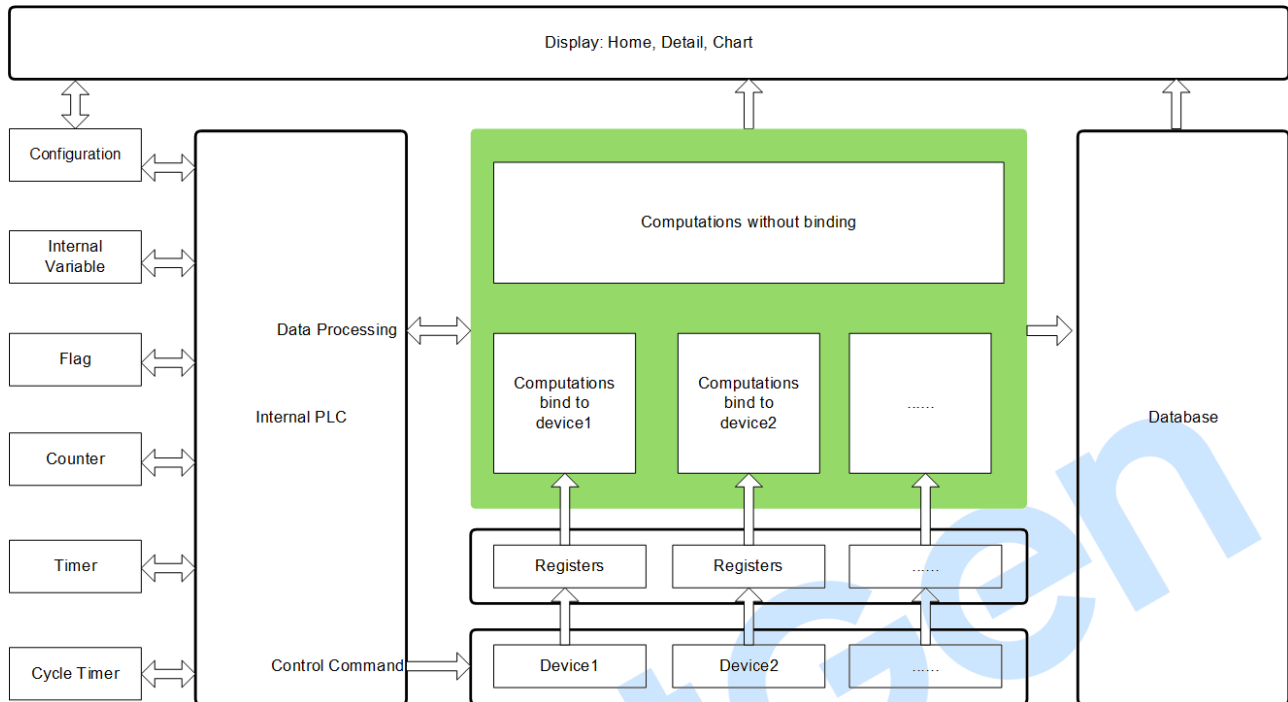 Display: Home, Detail, Chart
Configuration
Internal
Variable
Flag
Counter
Timer
Cycle Timer
Data Processing
Internal PLC
Control Command
Computations without binding
Computations
bind to
device1
Computations
bind to
device2
......
Registers
Registers
......
Device1
Device2
......
Database